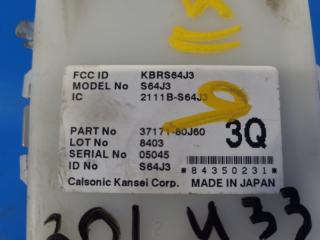 FCC ID KBRS64J3
MODEL No S64J3
IC 2111B-S64J3
PART No 37171-80J60
LOT No 8403
SERIAL No 05045
ID No S64J3
3Q
*84350231*
Calsonic Kansei Corp. MADE IN JAPAN